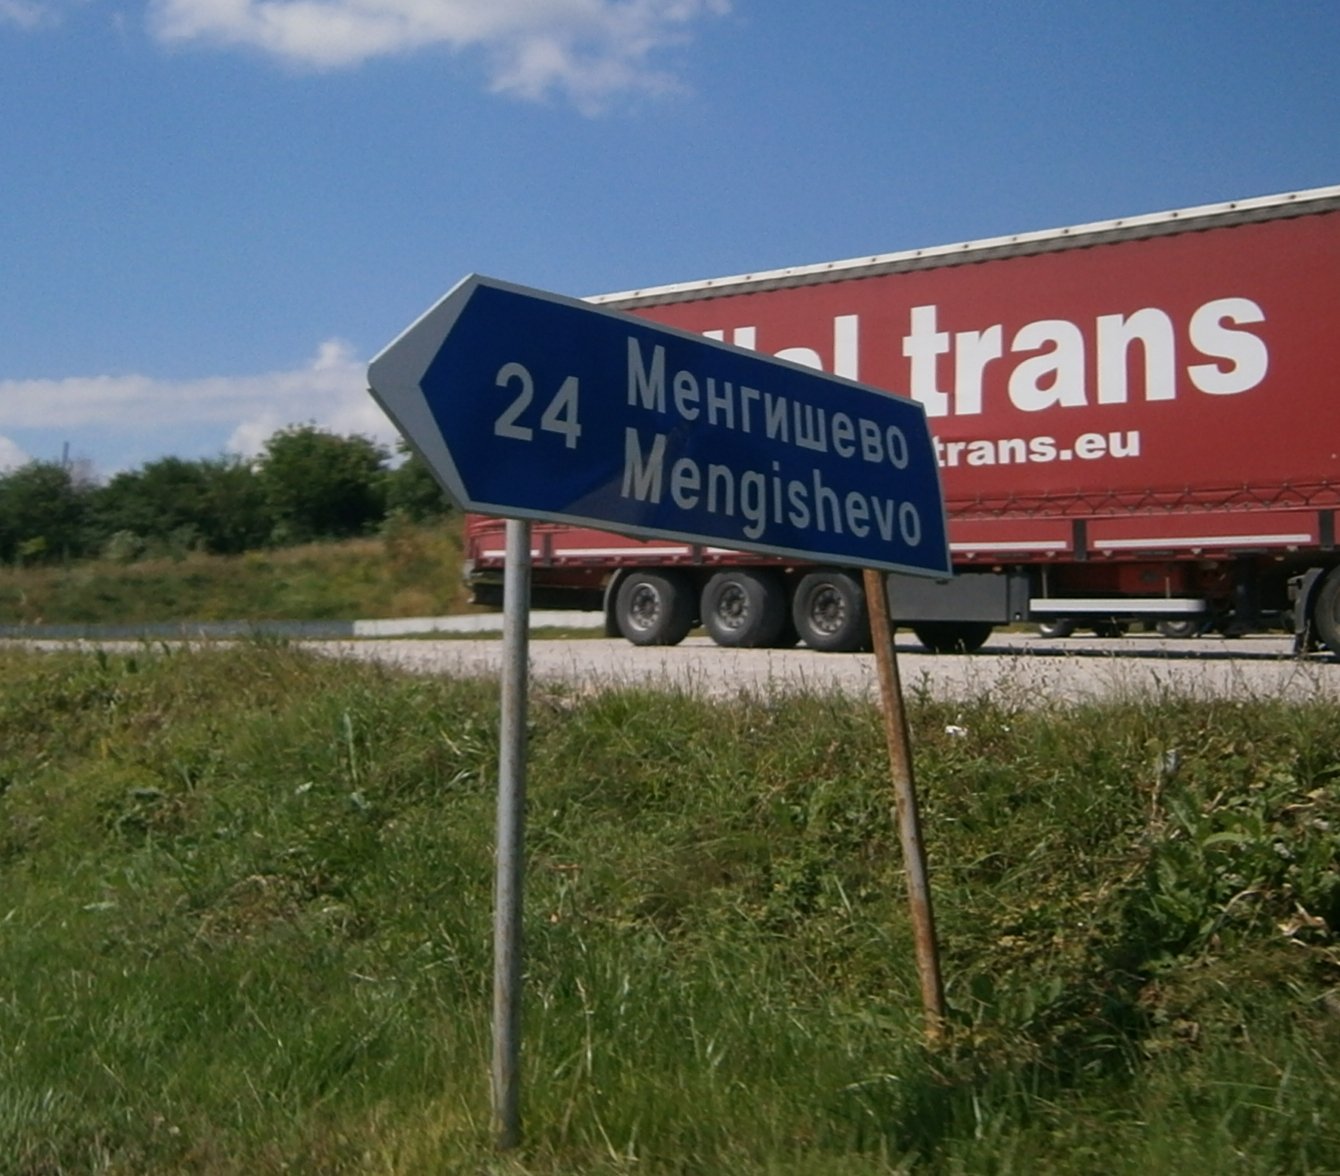 24 Менгишево
Mengishevo
trans
trans.eu